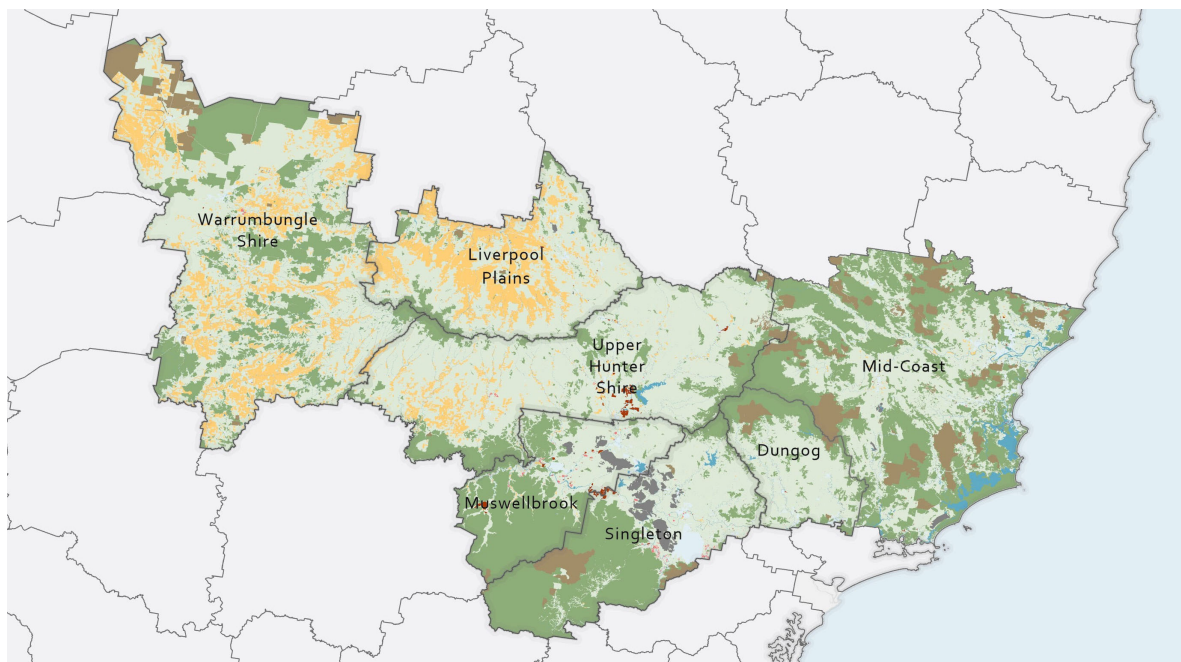 Warrumbungle
Shire
Liverpool
Plains
Upper
Hunter
Shire
Mid-Coast
Dungog
Muswellbrook
Singleton